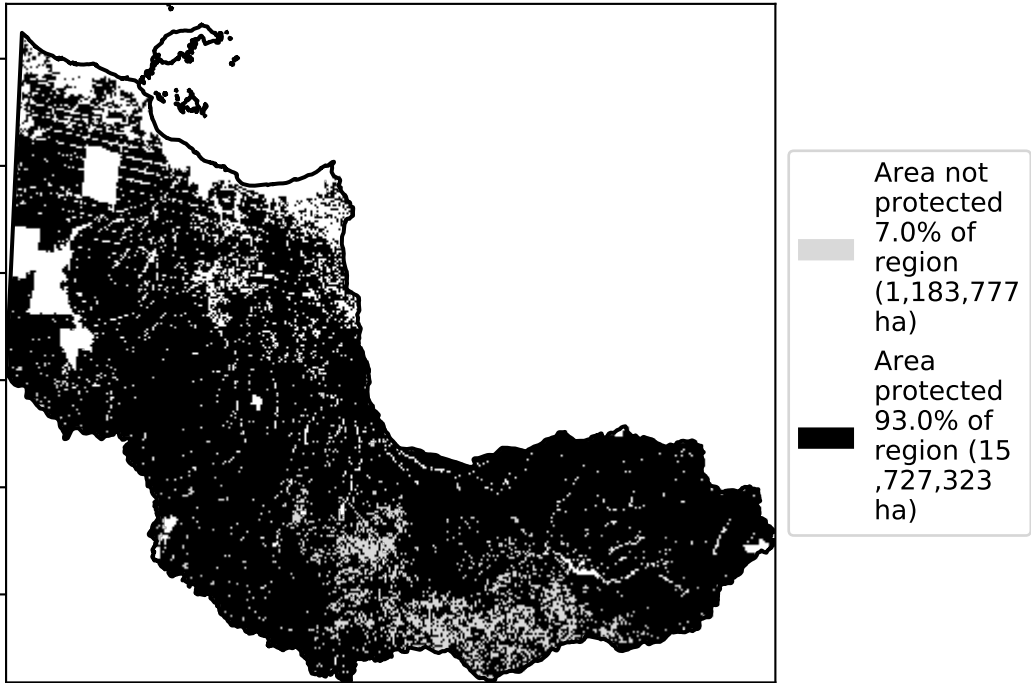 Area not
protected
7.0% of
region
(1,183,777
ha)
Area
protected
93.0% of
region (15
,727,323
ha)